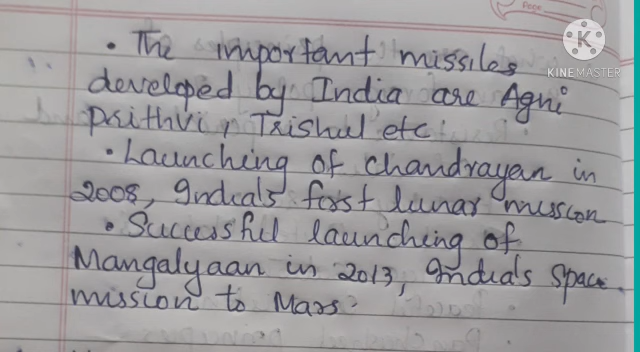 • The important missiles
developed by India are Agni
Prithvi, Trishul etc
• Launching of Chandrayan in
2008, India's first lunar mission
• Successful launching of
Mangalyaan in 2013, India's space
mission to Mars.
KINEMASTER